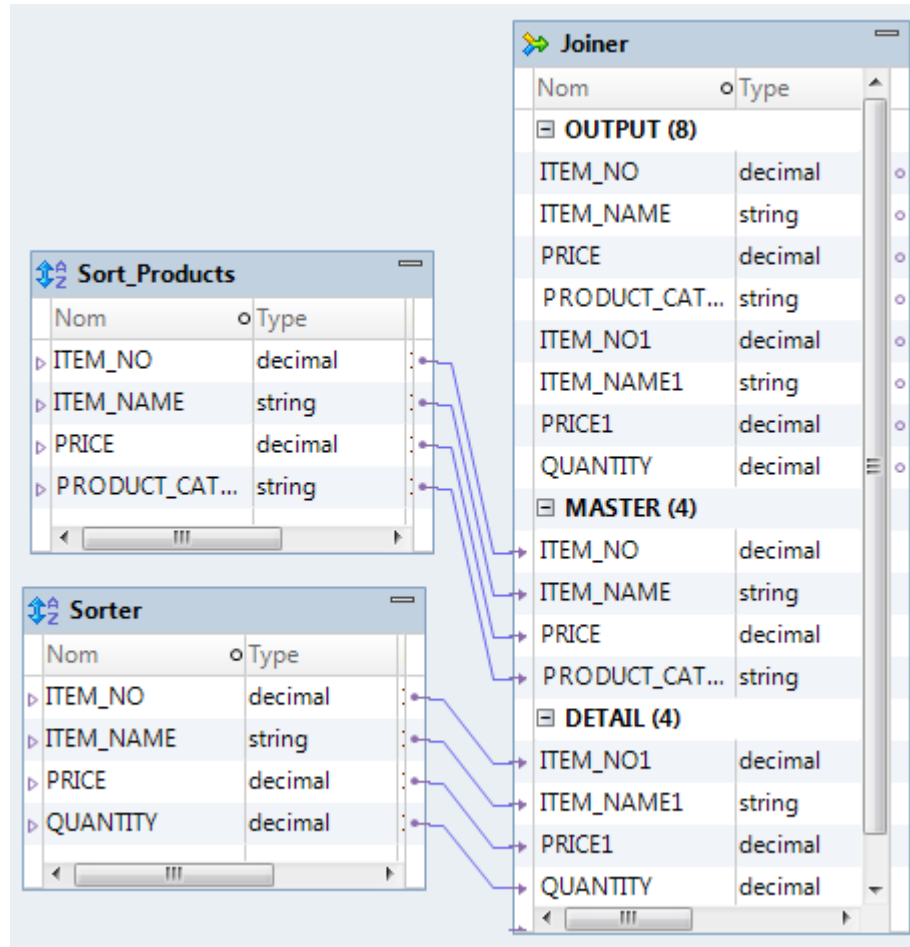 Joiner
Nom Type
OUTPUT (8)
ITEM_NO decimal
ITEM_NAME string
PRICE decimal
PRODUCT_CAT... string
ITEM_NO1 decimal
ITEM_NAME1 string
PRICE1 decimal
QUANTITY decimal
MASTER (4)
ITEM_NO decimal
ITEM_NAME string
PRICE decimal
PRODUCT_CAT... string
DETAIL (4)
ITEM_NO1 decimal
ITEM_NAME1 string
PRICE1 decimal
QUANTITY decimal
Sort_Products
Nom Type
ITEM_NO decimal
ITEM_NAME string
PRICE decimal
PRODUCT_CAT... string
Sorter
Nom Type
ITEM_NO decimal
ITEM_NAME string
PRICE decimal
QUANTITY decimal